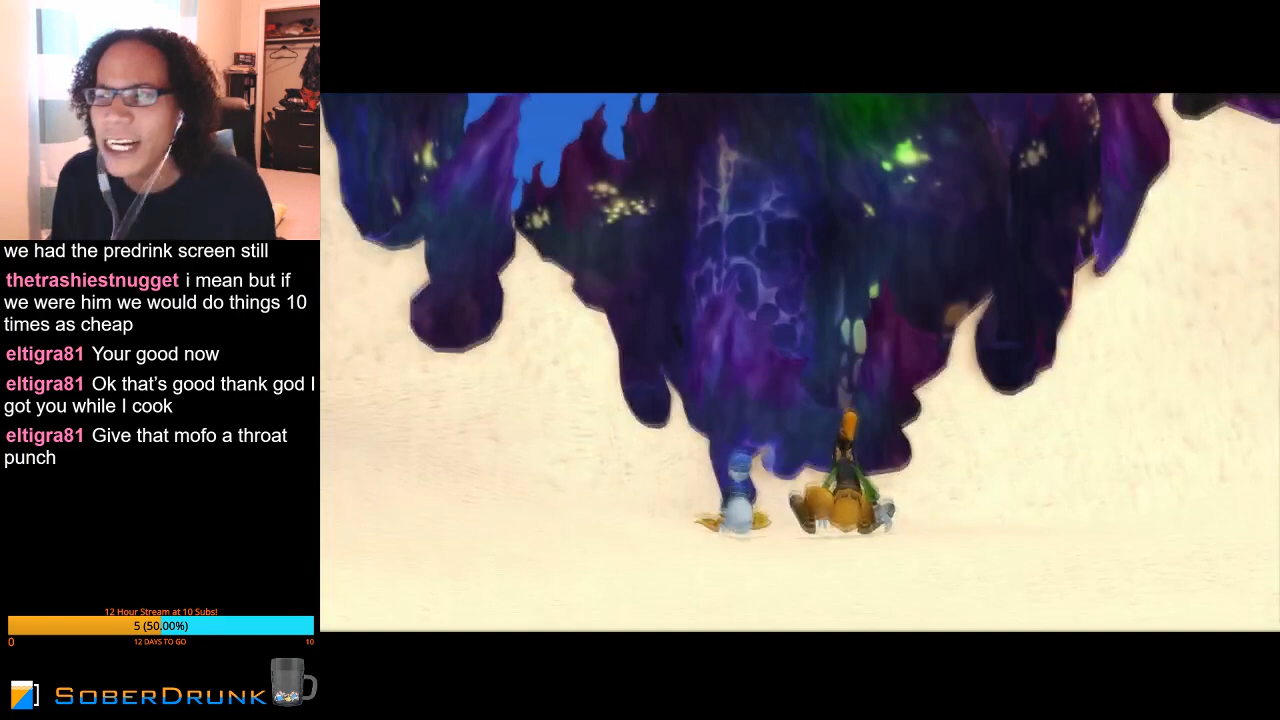 we had the predrink screen still
thetrashiestnugget i mean but if
we were him we would do things 10
times as cheap
eltigra81 Your good now
eltigra81 Ok that's good thank god I
got you while I cook
eltigra81 Give that mofo a throat
punch
12 Hour Stream at 10 Subs!
5 (50.00%)
0 12 DAYS TO GO 10
SOBERDRUNK